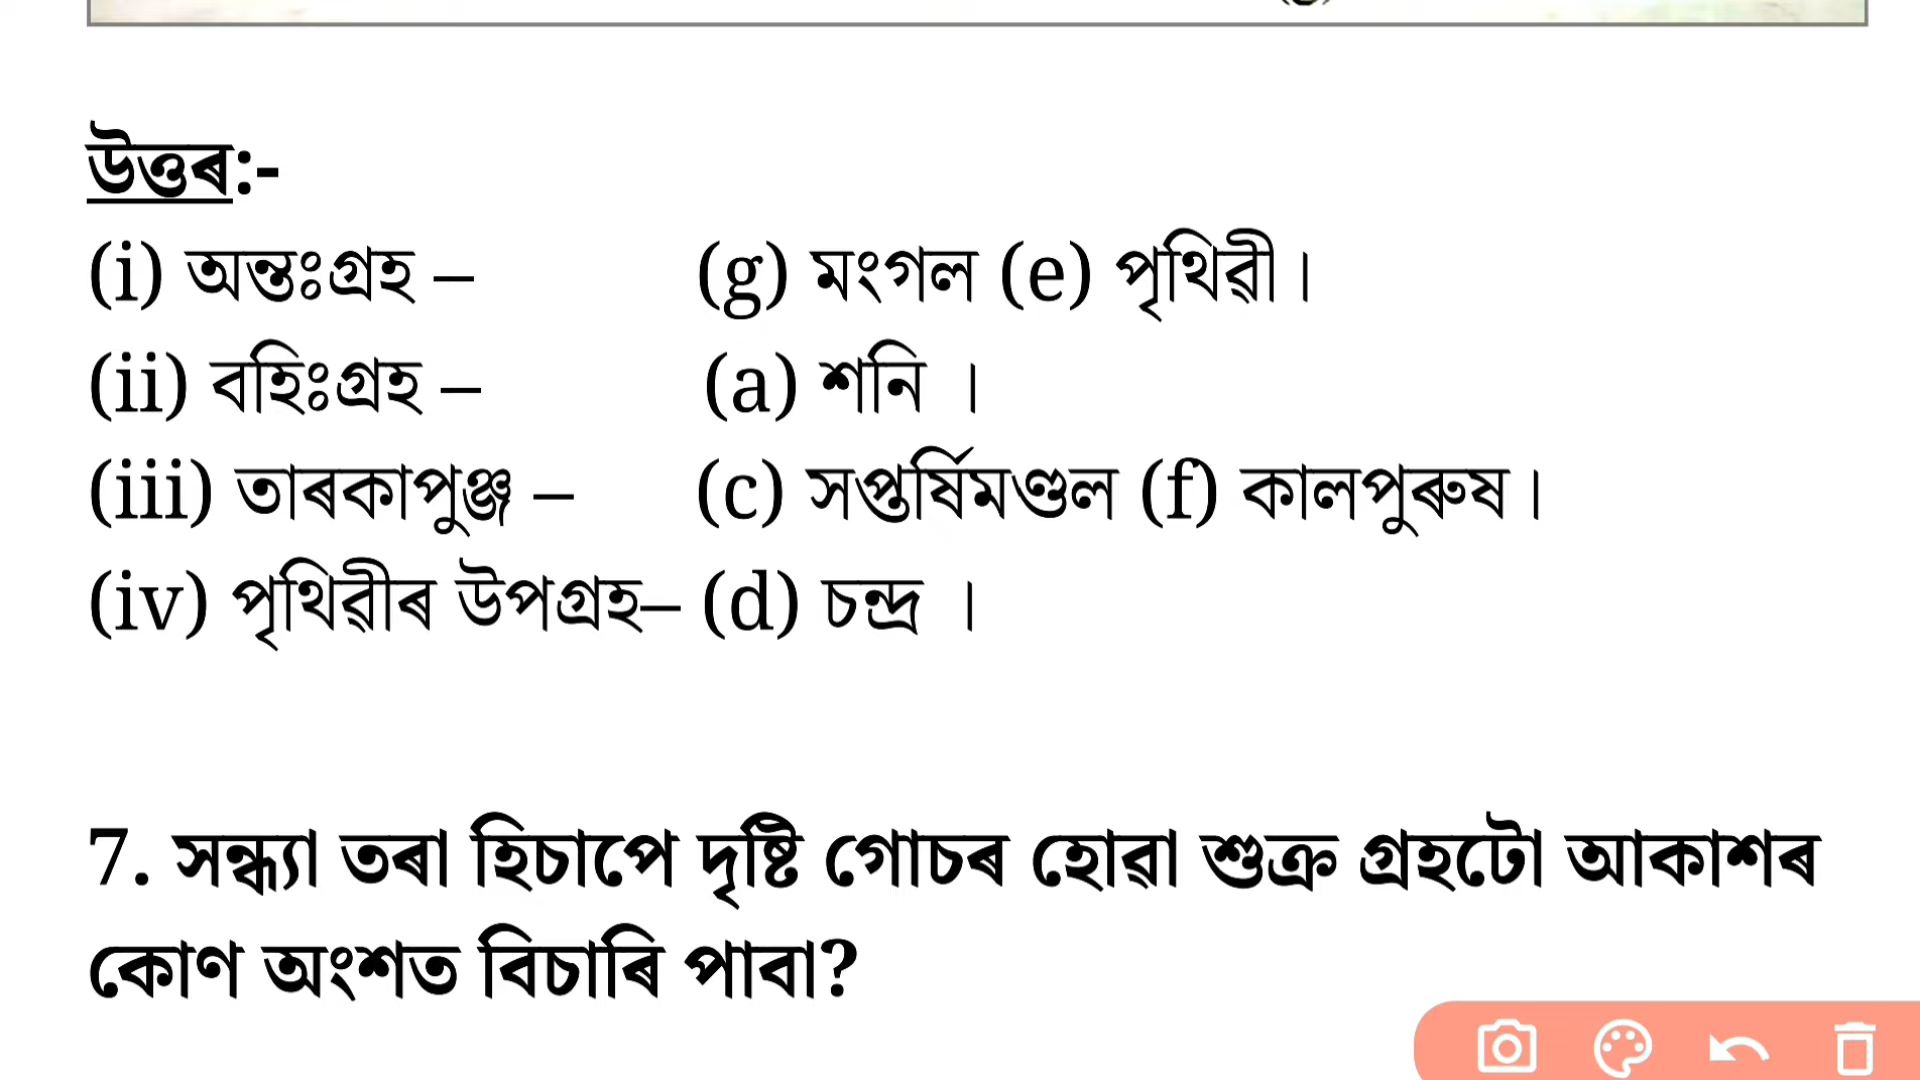 উত্তৰ:-
(i) অন্তঃগ্ৰহ – (g) মংগল (e) পৃথিৱী।
(ii) বহিঃগ্ৰহ – (a) শনি ।
(iii) তাৰকাপুঞ্জ – (c) সপ্তৰ্ষিমণ্ডল (f) কালপুৰুষ।
(iv) পৃথিৱীৰ উপগ্ৰহ– (d) চন্দ্ৰ ।
7. সন্ধ্যা তৰা হিচাপে দৃষ্টি গোচৰ হোৱা শুক্ৰ গ্ৰহটো আকাশৰ
কোণ অংশত বিচাৰি পাবা?